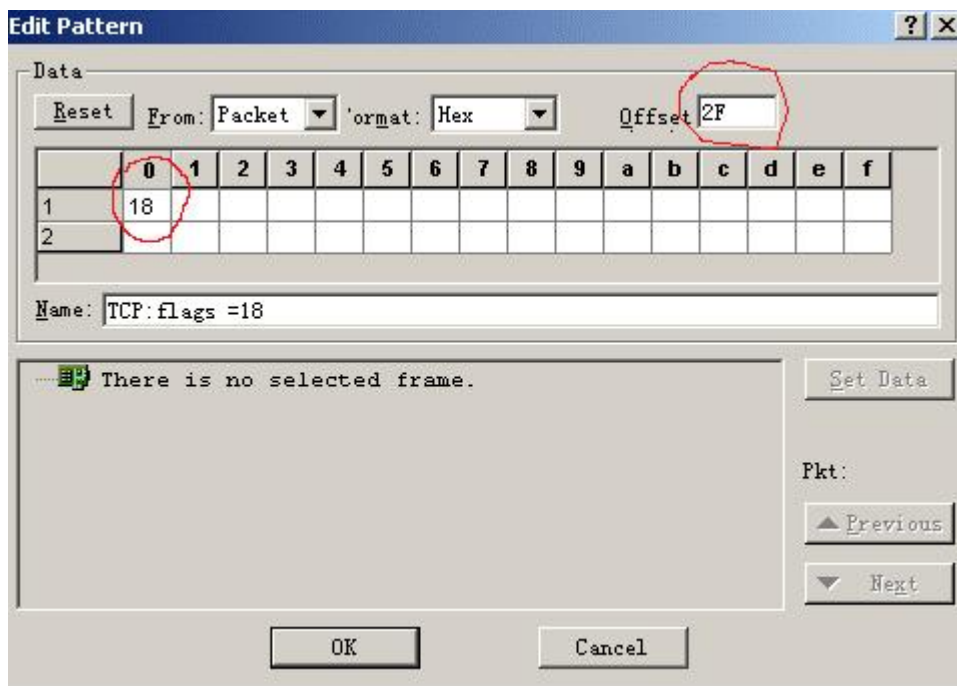 Edit Pattern
Data
Reset From: Packet 'ormat: Hex Offset 2F
0 1 2 3 4 5 6 7 8 9 a b c d e f
1 18
2
Name: TCP:flags =18
There is no selected frame.
Set Data
Pkt:
Previous
Next
OK Cancel